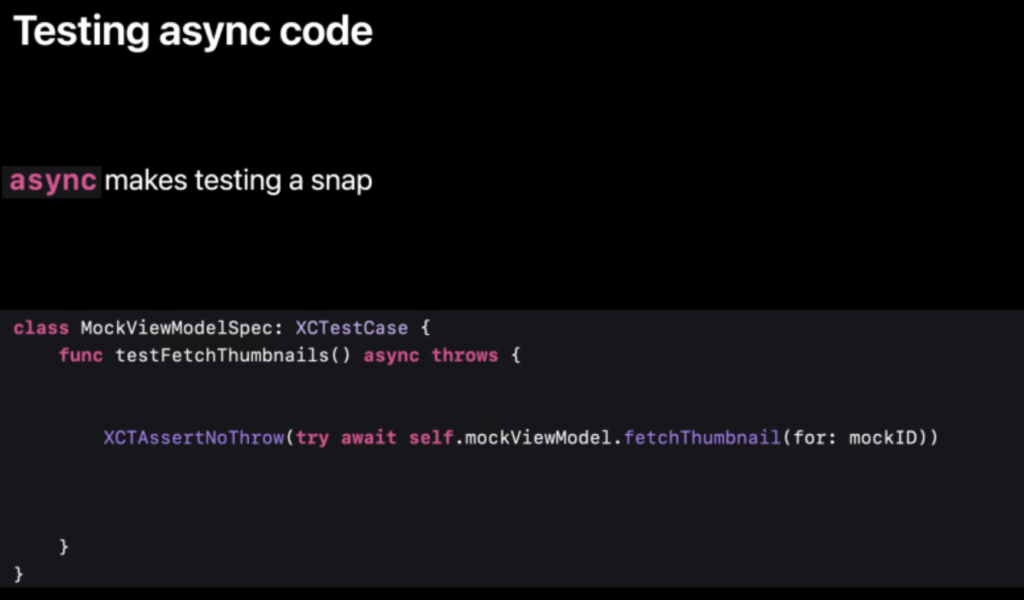 Testing async code
async makes testing a snap
class MockViewModelSpec: XCTestCase {
func testFetchThumbnails() async throws {
XCTAssertNoThrow(try await self.mockViewModel.fetchThumbnail(for: mockID))
}
}